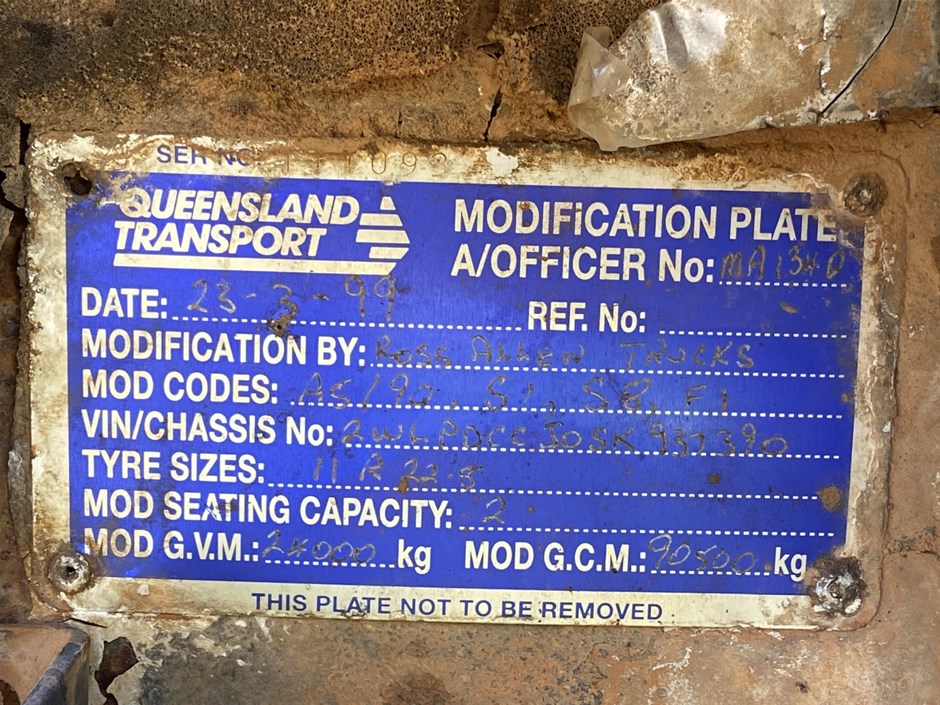 SER NO:
QUEENSLAND TRANSPORT
MODIFICATION PLATE
A/OFFICER No: MA1340
DATE: 23-3-99 REF. No:
MODIFICATION BY: ROSS ALLEN TRUCKS
MOD CODES: AS/92, S1, S8, F1
VIN/CHASSIS No:
TYRE SIZES: 11 R 22.5
MOD SEATING CAPACITY: 2
MOD G.V.M.: 24000 kg MOD G.C.M.: 90500 kg
THIS PLATE NOT TO BE REMOVED